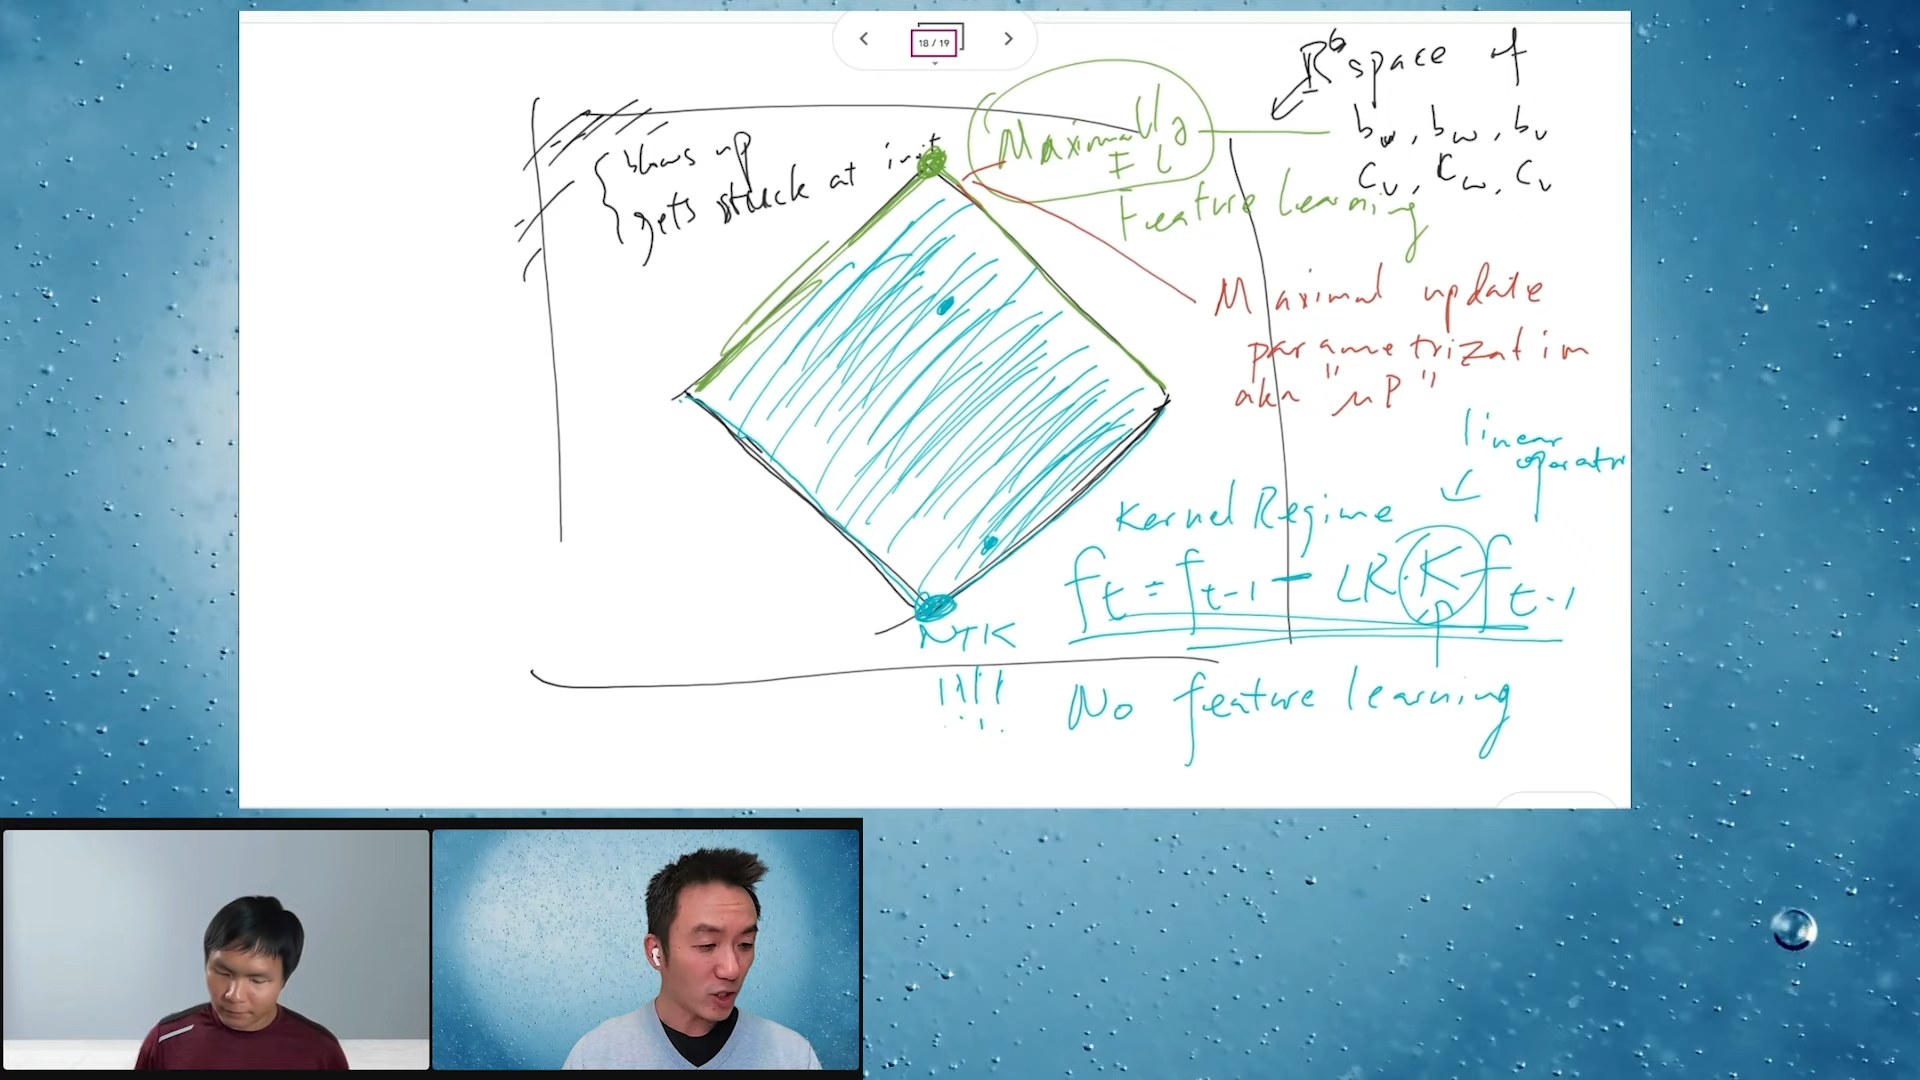 18 / 19
R⁶ space of
b_u, b_w, b_v
c_u, c_w, c_v
blows up
gets stuck at init
Maximally
FL
Feature learning
Maximal update
parametrization
aka "μP"
linear
operator
Kernel Regime
f_t = f_{t-1} - LR·K f_{t-1}
NTK
!!!!
No feature learning